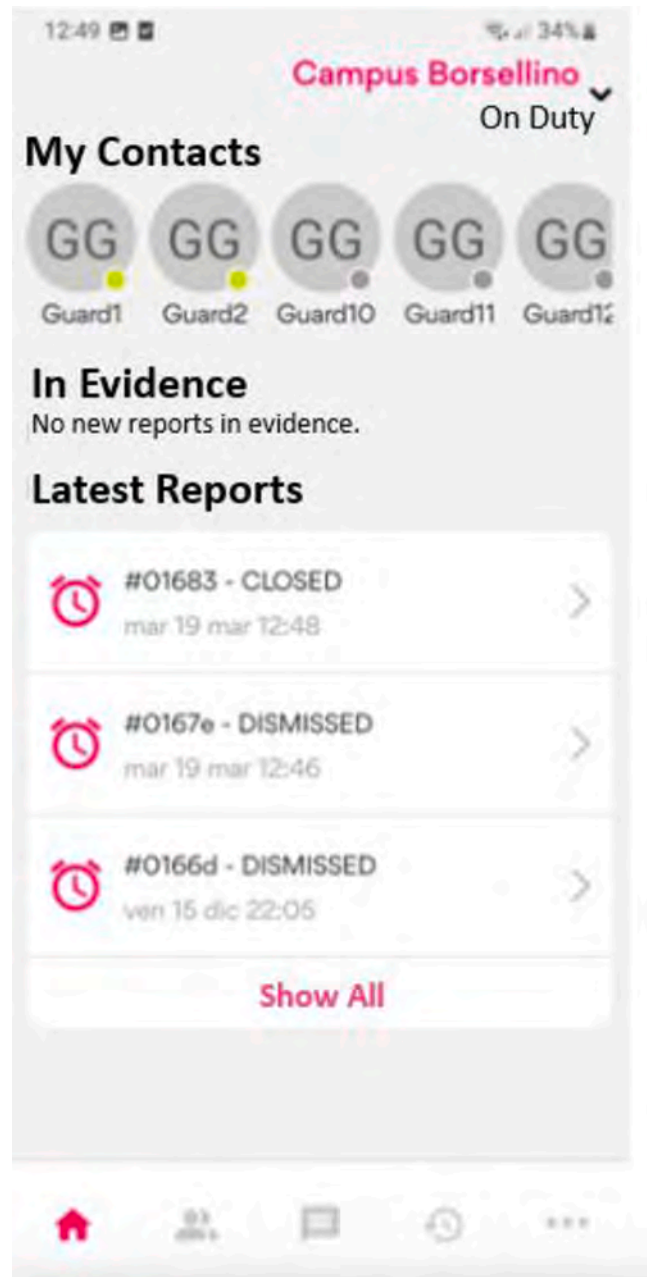 12:49 34%
Campus Borsellino
On Duty
My Contacts
GG GG GG GG GG
Guard1 Guard2 Guard10 Guard11 Guard12
In Evidence
No new reports in evidence.
Latest Reports
#01683 - CLOSED
mar 19 mar 12:48
#0167e - DISMISSED
mar 19 mar 12:46
#0166d - DISMISSED
ven 15 dic 22:05
Show All